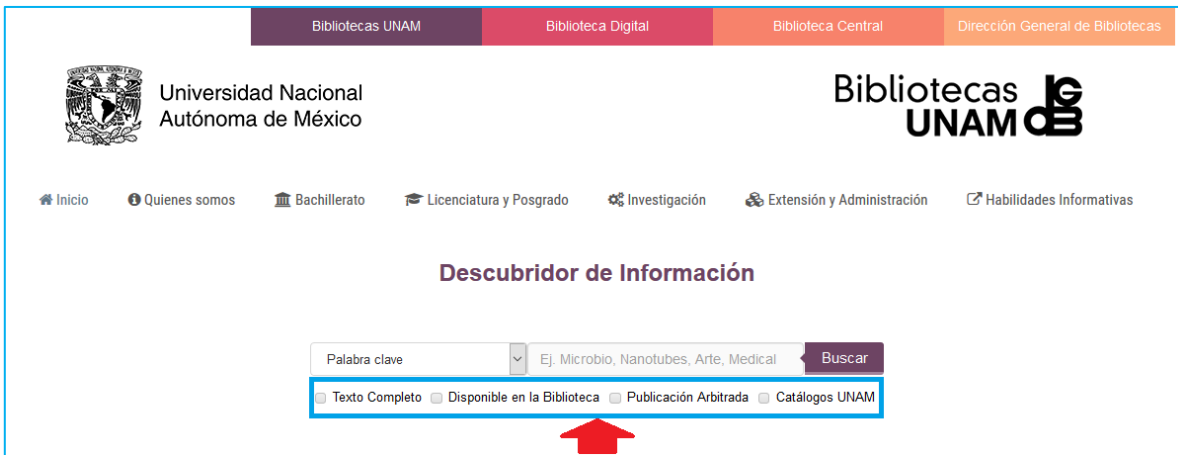 Bibliotecas UNAM Biblioteca Digital Biblioteca Central Dirección General de Bibliotecas
Universidad Nacional
Autónoma de México
Bibliotecas
UNAM
DGB
Inicio Quienes somos Bachillerato Licenciatura y Posgrado Investigación Extensión y Administración Habilidades Informativas
Descubridor de Información
Palabra clave Ej. Microbio, Nanotubes, Arte, Medical Buscar
Texto Completo Disponible en la Biblioteca Publicación Arbitrada Catálogos UNAM